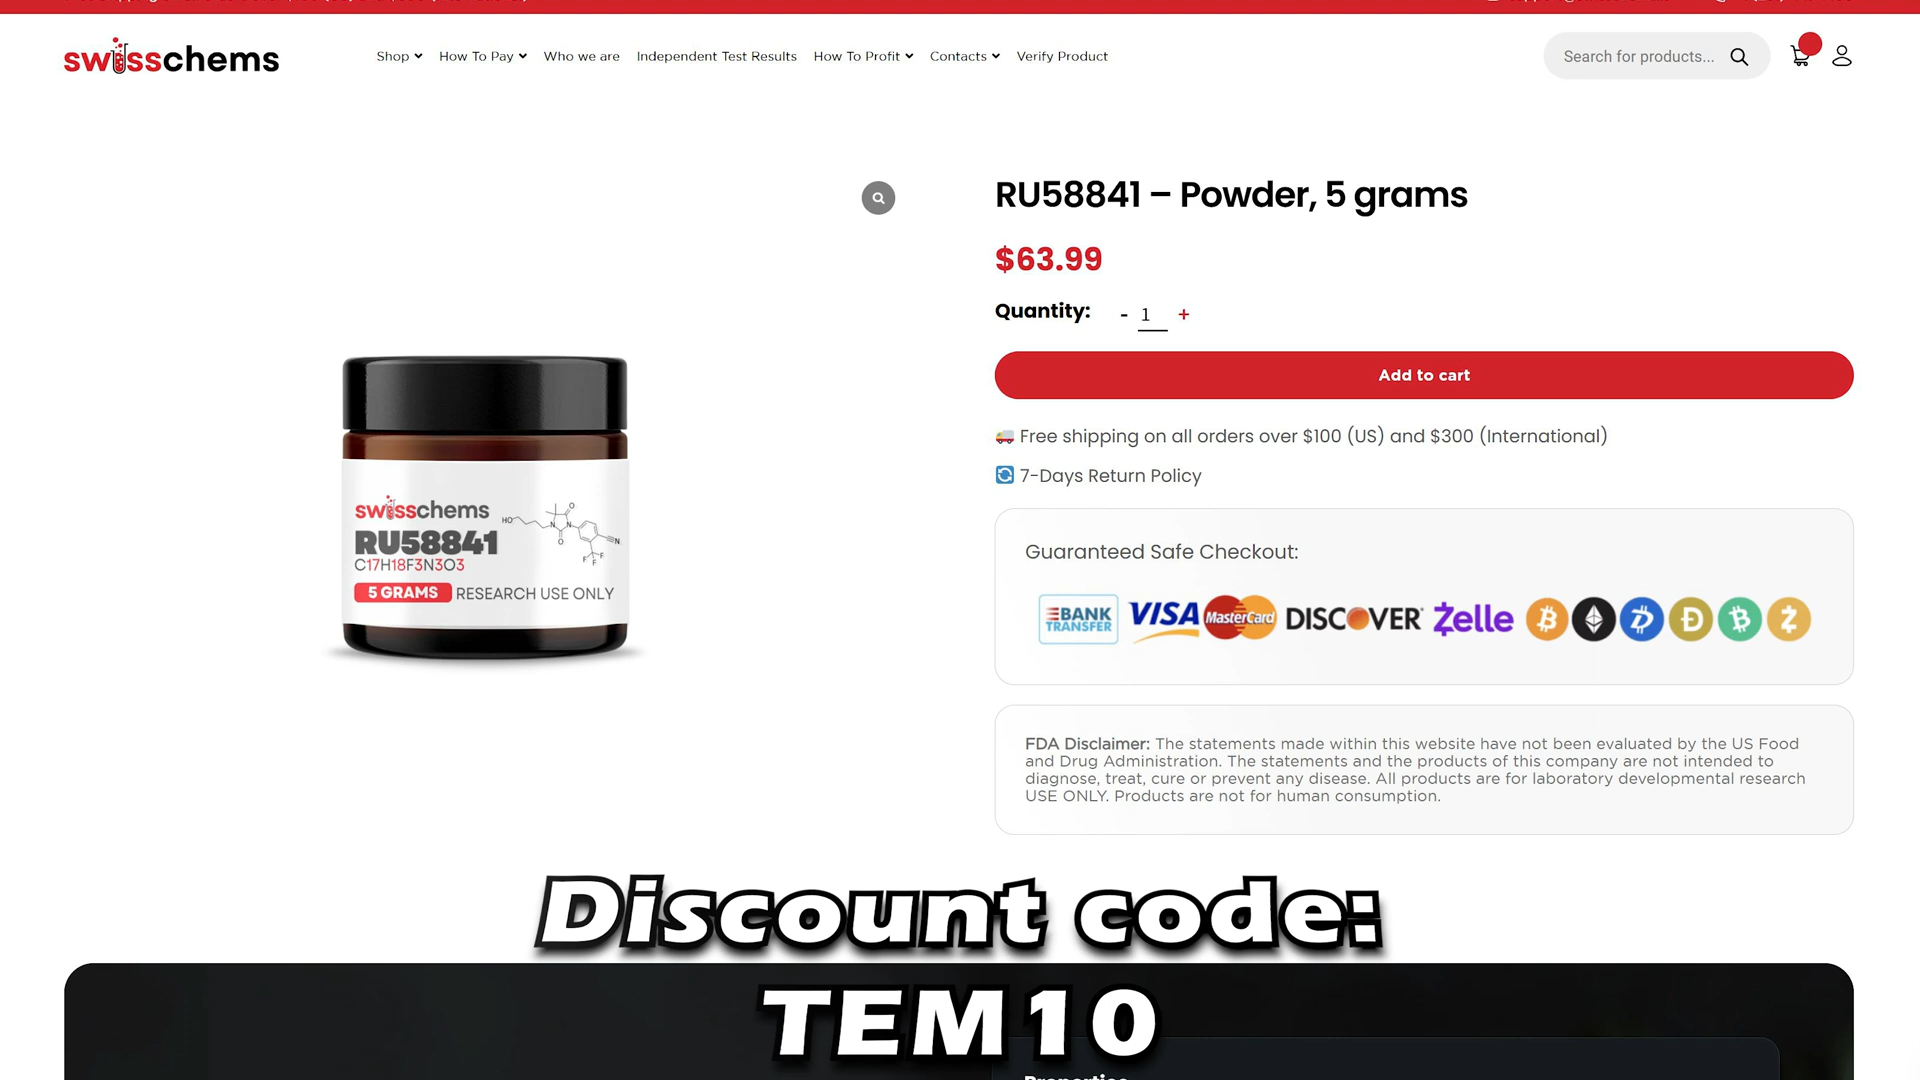 swisschems
Shop How To Pay Who we are Independent Test Results How To Profit Contacts Verify Product
Search for products...
RU58841 – Powder, 5 grams
$63.99
Quantity: - 1 +
Add to cart
Free shipping on all orders over $100 (US) and $300 (International)
7-Days Return Policy
swisschems
RU58841
C17H18F3N3O3
5 GRAMS RESEARCH USE ONLY
Guaranteed Safe Checkout:
BANK TRANSFER VISA MasterCard DISCOVER Zelle
FDA Disclaimer: The statements made within this website have not been evaluated by the US Food
and Drug Administration. The statements and the products of this company are not intended to
diagnose, treat, cure or prevent any disease. All products are for laboratory developmental research
USE ONLY. Products are not for human consumption.
Discount code:
TEM10